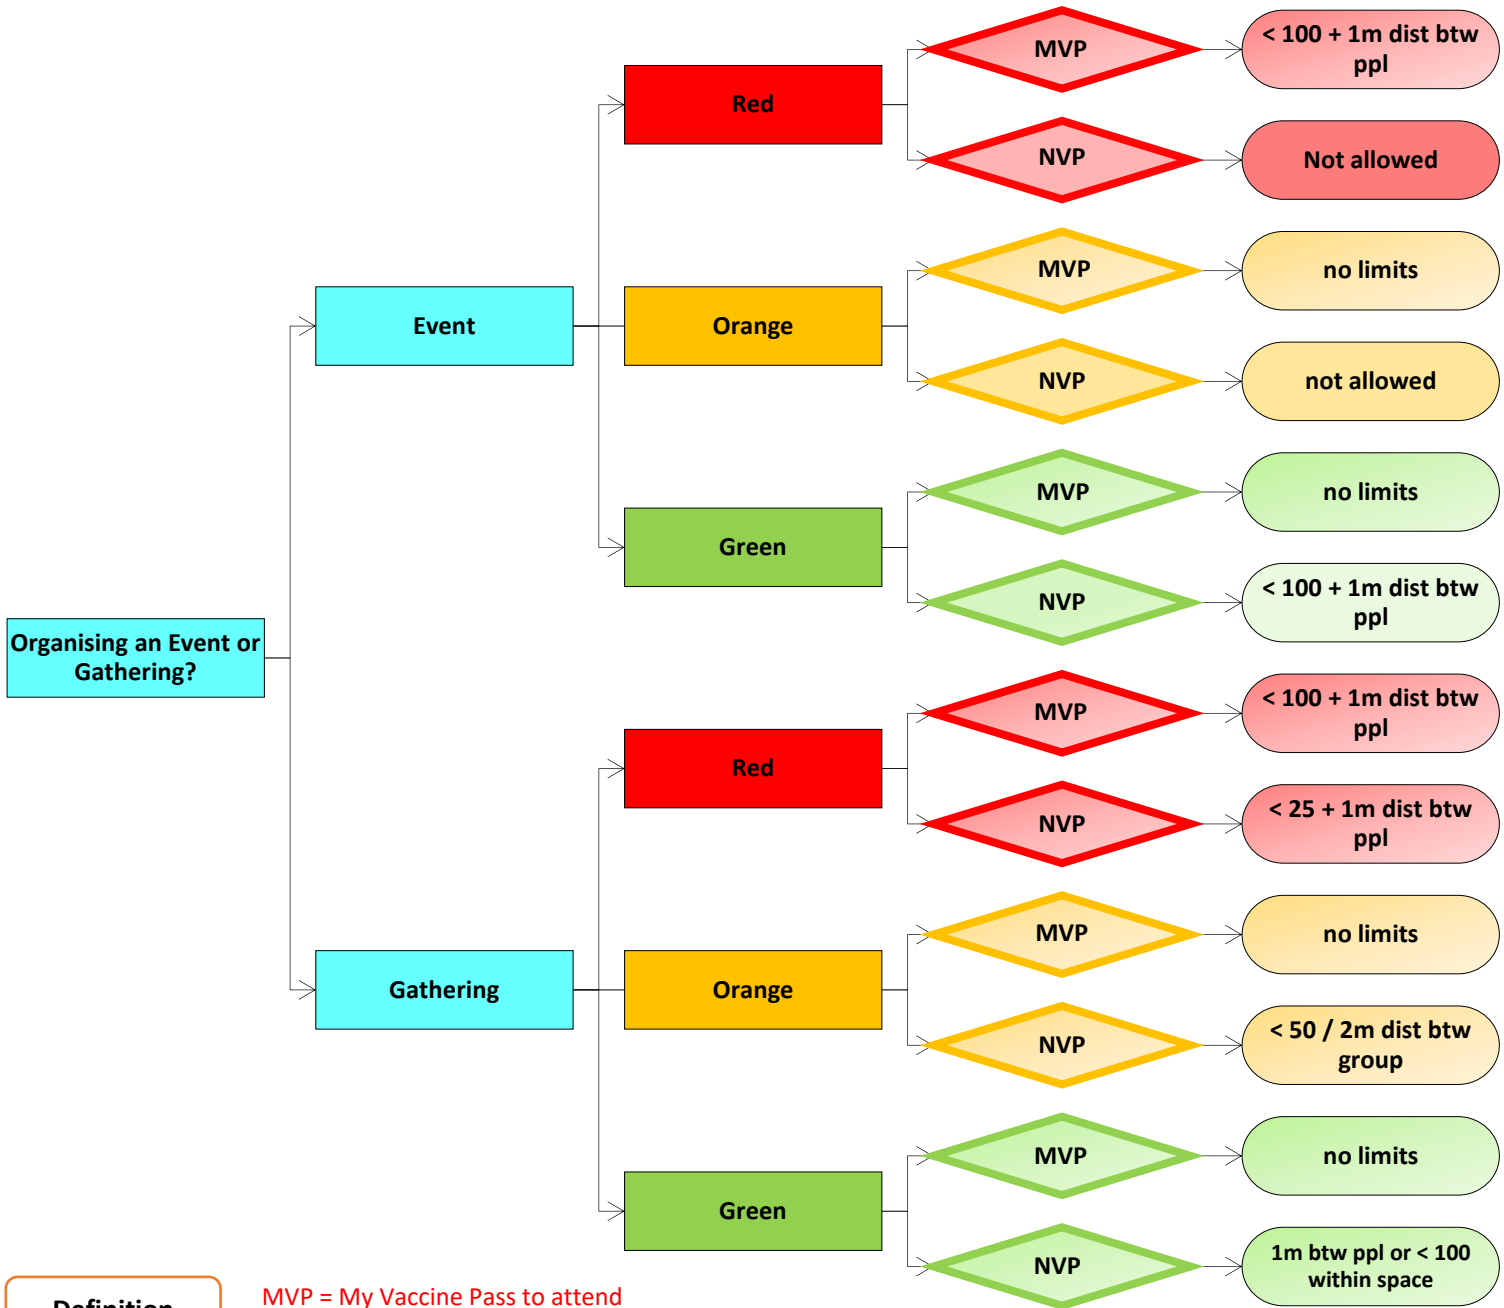 MVP
< 100 + 1m dist btw
ppl
Red
NVP
Not allowed
MVP
no limits
Event
Orange
NVP
not allowed
MVP
no limits
Green
NVP
< 100 + 1m dist btw
ppl
Organising an Event or
Gathering?
MVP
< 100 + 1m dist btw
ppl
Red
NVP
< 25 + 1m dist btw
ppl
MVP
no limits
Gathering
Orange
NVP
< 50 / 2m dist btw
group
MVP
no limits
Green
NVP
1m btw ppl or < 100
within space
Definition
MVP = My Vaccine Pass to attend